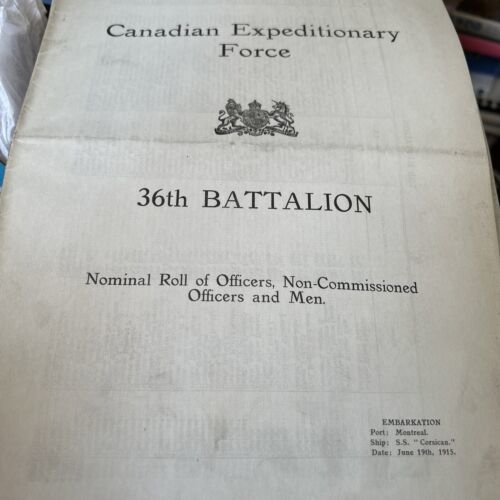 Canadian Expeditionary
Force
36th BATTALION
Nominal Roll of Officers, Non-Commissioned
Officers and Men.
EMBARKATION
Port: Montreal.
Ship: S.S. "Corsican."
Date: June 19th, 1915.